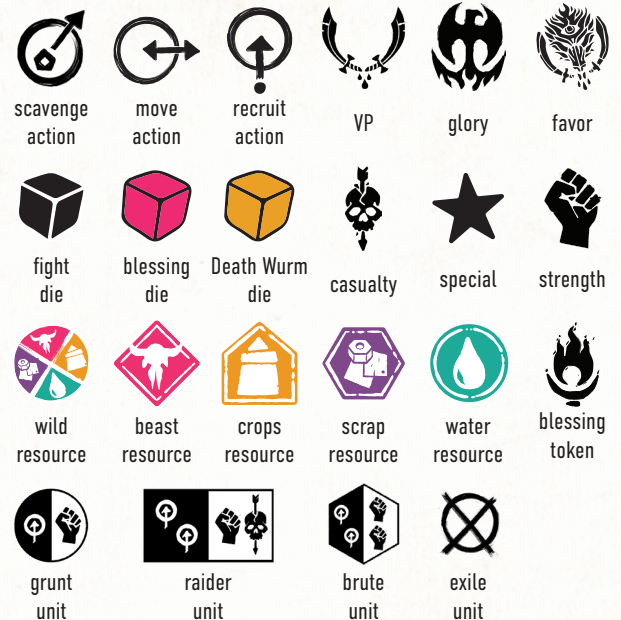 scavenge
action
move
action
recruit
action
VP
glory
favor
fight
die
blessing
die
Death Wurm
die
casualty
special
strength
wild
resource
beast
resource
crops
resource
scrap
resource
water
resource
blessing
token
grunt
unit
raider
unit
brute
unit
exile
unit